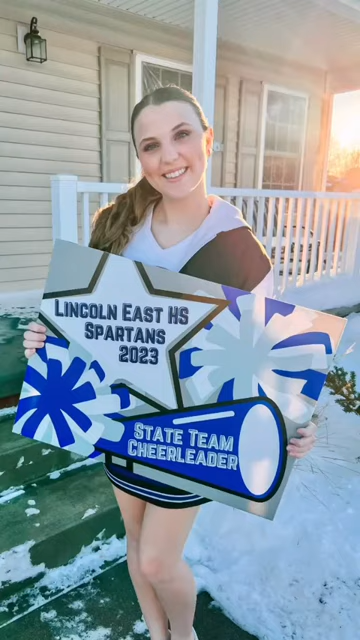 LINCOLN EAST HS
SPARTANS
2023
STATE TEAM
CHEERLEADER